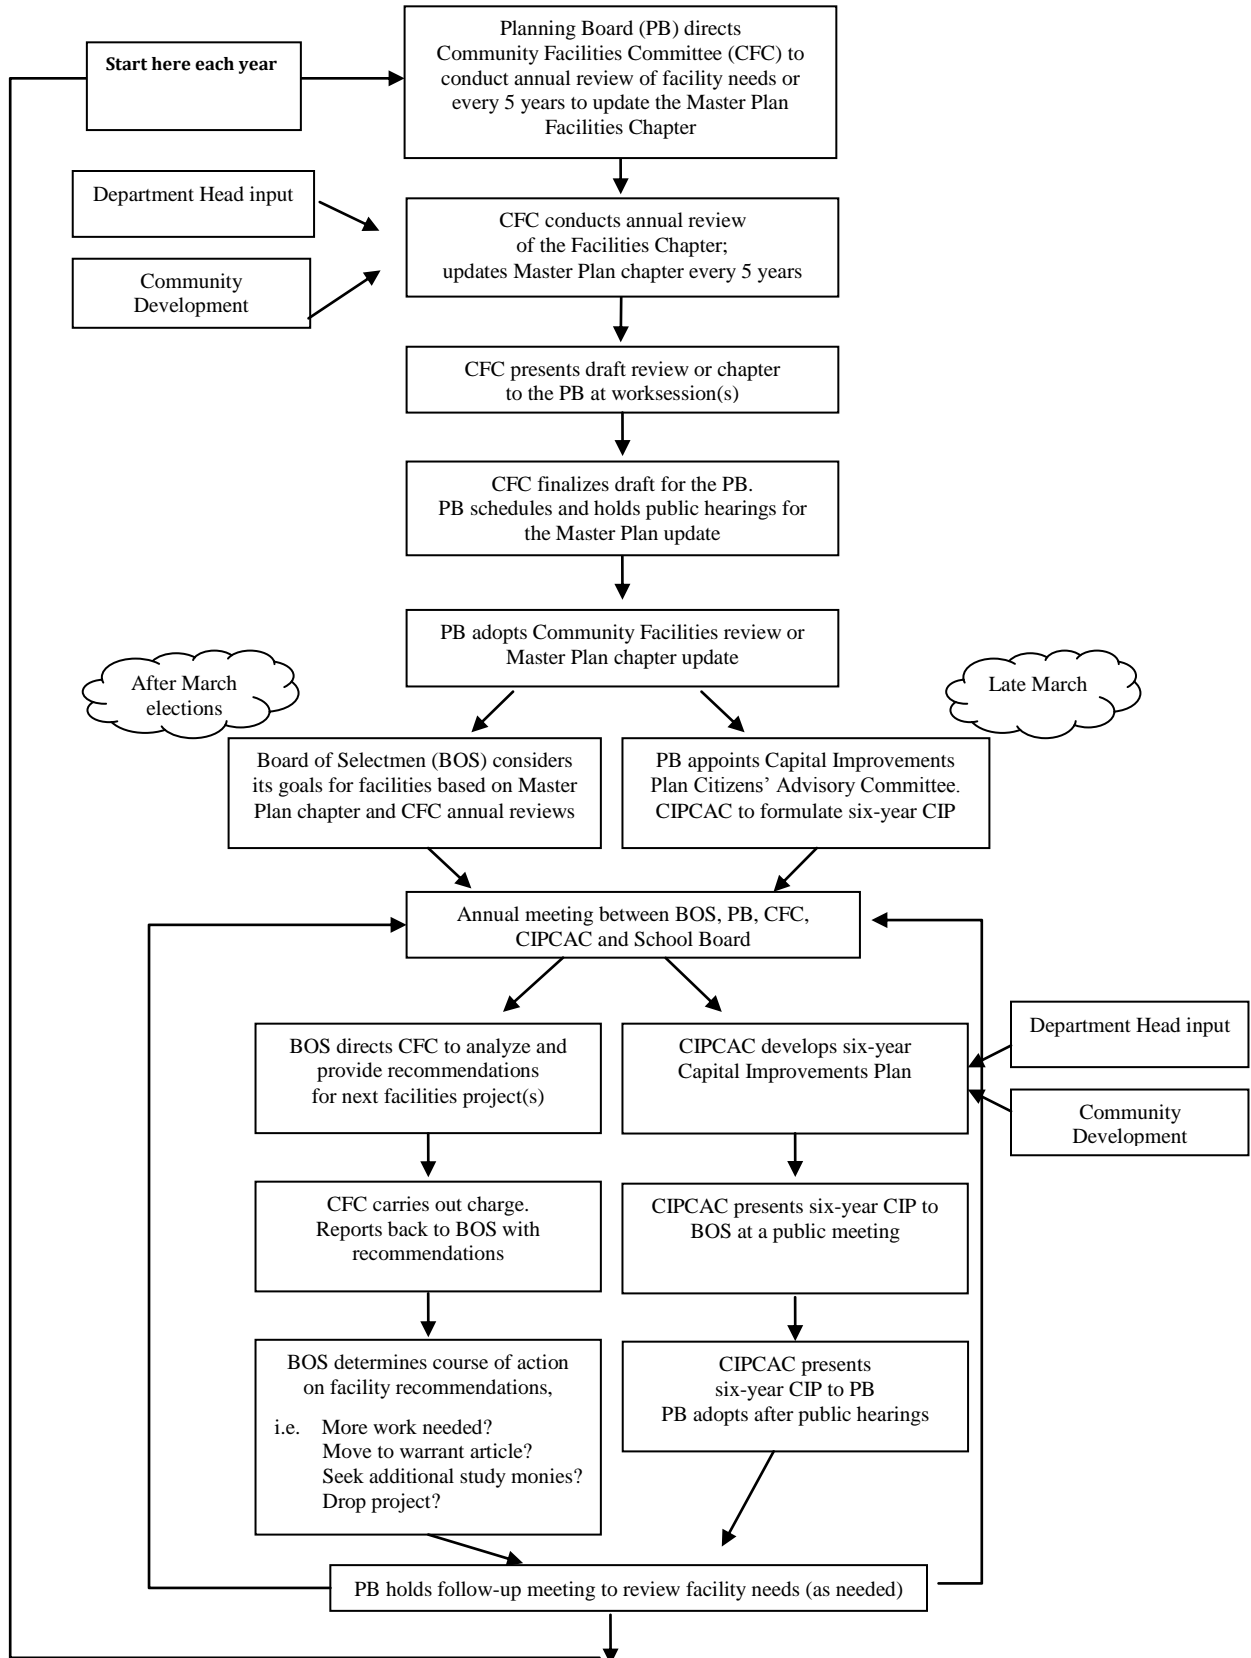 Planning Board (PB) directs
Community Facilities Committee (CFC) to
conduct annual review of facility needs or
every 5 years to update the Master Plan
Facilities Chapter
Start here each year
Department Head input
CFC conducts annual review
of the Facilities Chapter;
updates Master Plan chapter every 5 years
Community
Development
CFC presents draft review or chapter
to the PB at worksession(s)
CFC finalizes draft for the PB.
PB schedules and holds public hearings for
the Master Plan update
PB adopts Community Facilities review or
Master Plan chapter update
After March
elections
Late March
Board of Selectmen (BOS) considers
its goals for facilities based on Master
Plan chapter and CFC annual reviews
PB appoints Capital Improvements
Plan Citizens’ Advisory Committee.
CIPCAC to formulate six-year CIP
Annual meeting between BOS, PB, CFC,
CIPCAC and School Board
BOS directs CFC to analyze and
provide recommendations
for next facilities project(s)
CIPCAC develops six-year
Capital Improvements Plan
Department Head input
Community
Development
CFC carries out charge.
Reports back to BOS with
recommendations
CIPCAC presents six-year CIP to
BOS at a public meeting
BOS determines course of action
on facility recommendations,
i.e. More work needed?
Move to warrant article?
Seek additional study monies?
Drop project?
CIPCAC presents
six-year CIP to PB
PB adopts after public hearings
PB holds follow-up meeting to review facility needs (as needed)